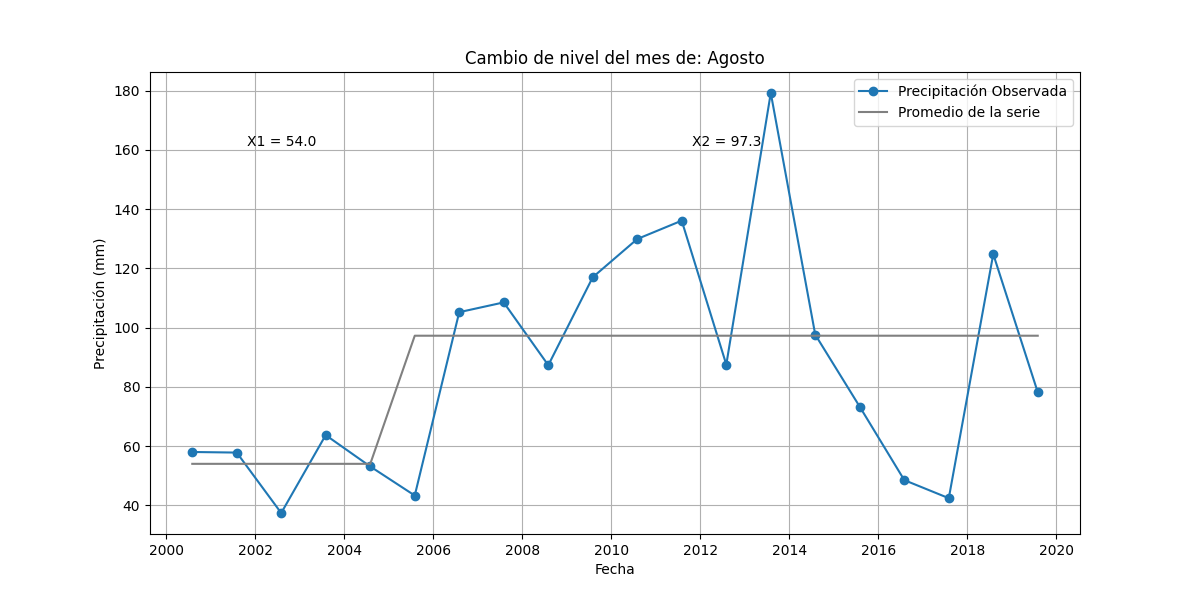 Cambio de nivel del mes de: Agosto
Precipitación Observada
Promedio de la serie
X1 = 54.0
X2 = 97.3
180
160
140
120
100
80
60
40
Precipitación (mm)
2000 2002 2004 2006 2008 2010 2012 2014 2016 2018 2020
Fecha